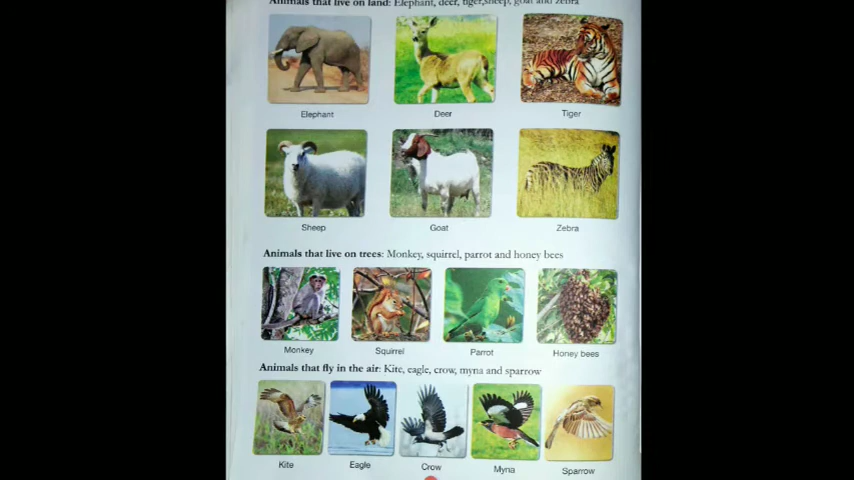 Animals that live on land: Elephant, deer, tiger,sheep, goat and zebra
Elephant Deer Tiger
Sheep Goat Zebra
Animals that live on trees: Monkey, squirrel, parrot and honey bees
Monkey Squirrel Parrot Honey bees
Animals that fly in the air: Kite, eagle, crow, myna and sparrow
Kite Eagle Crow Myna Sparrow